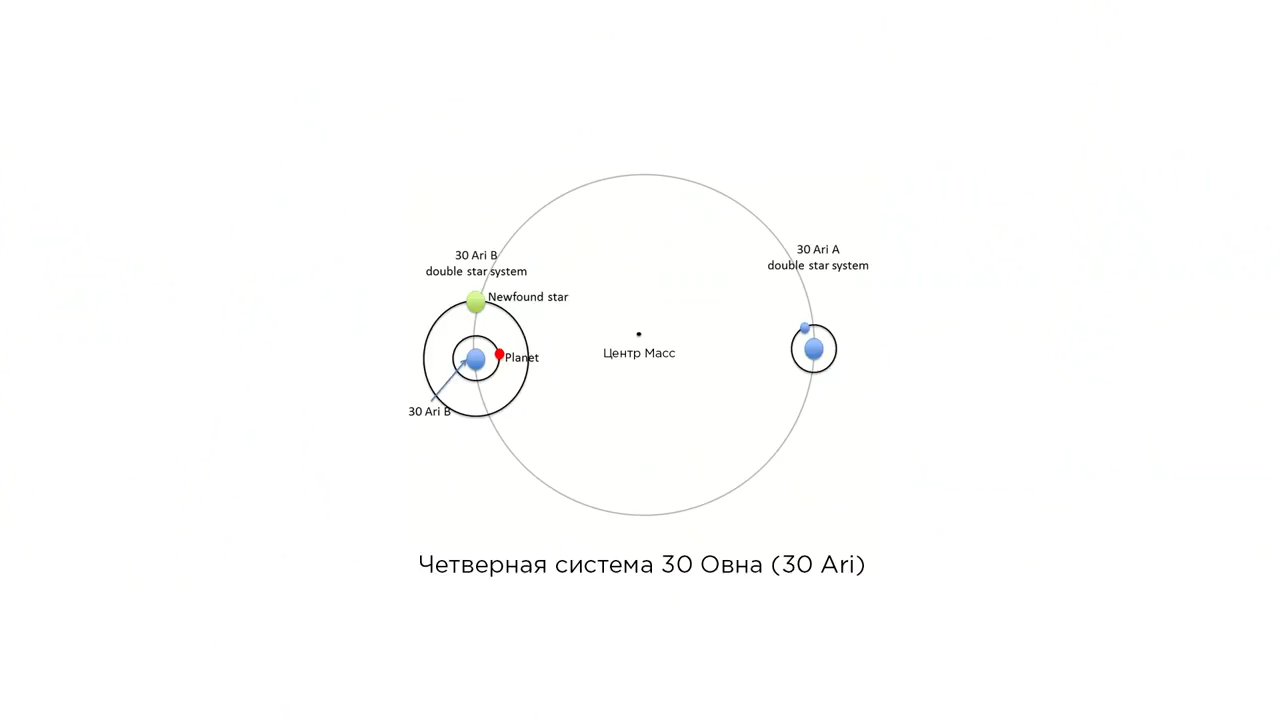 30 Ari B
double star system
Newfound star
Planet
30 Ari B
Центр Масс
30 Ari A
double star system
Четверная система 30 Овна (30 Ari)